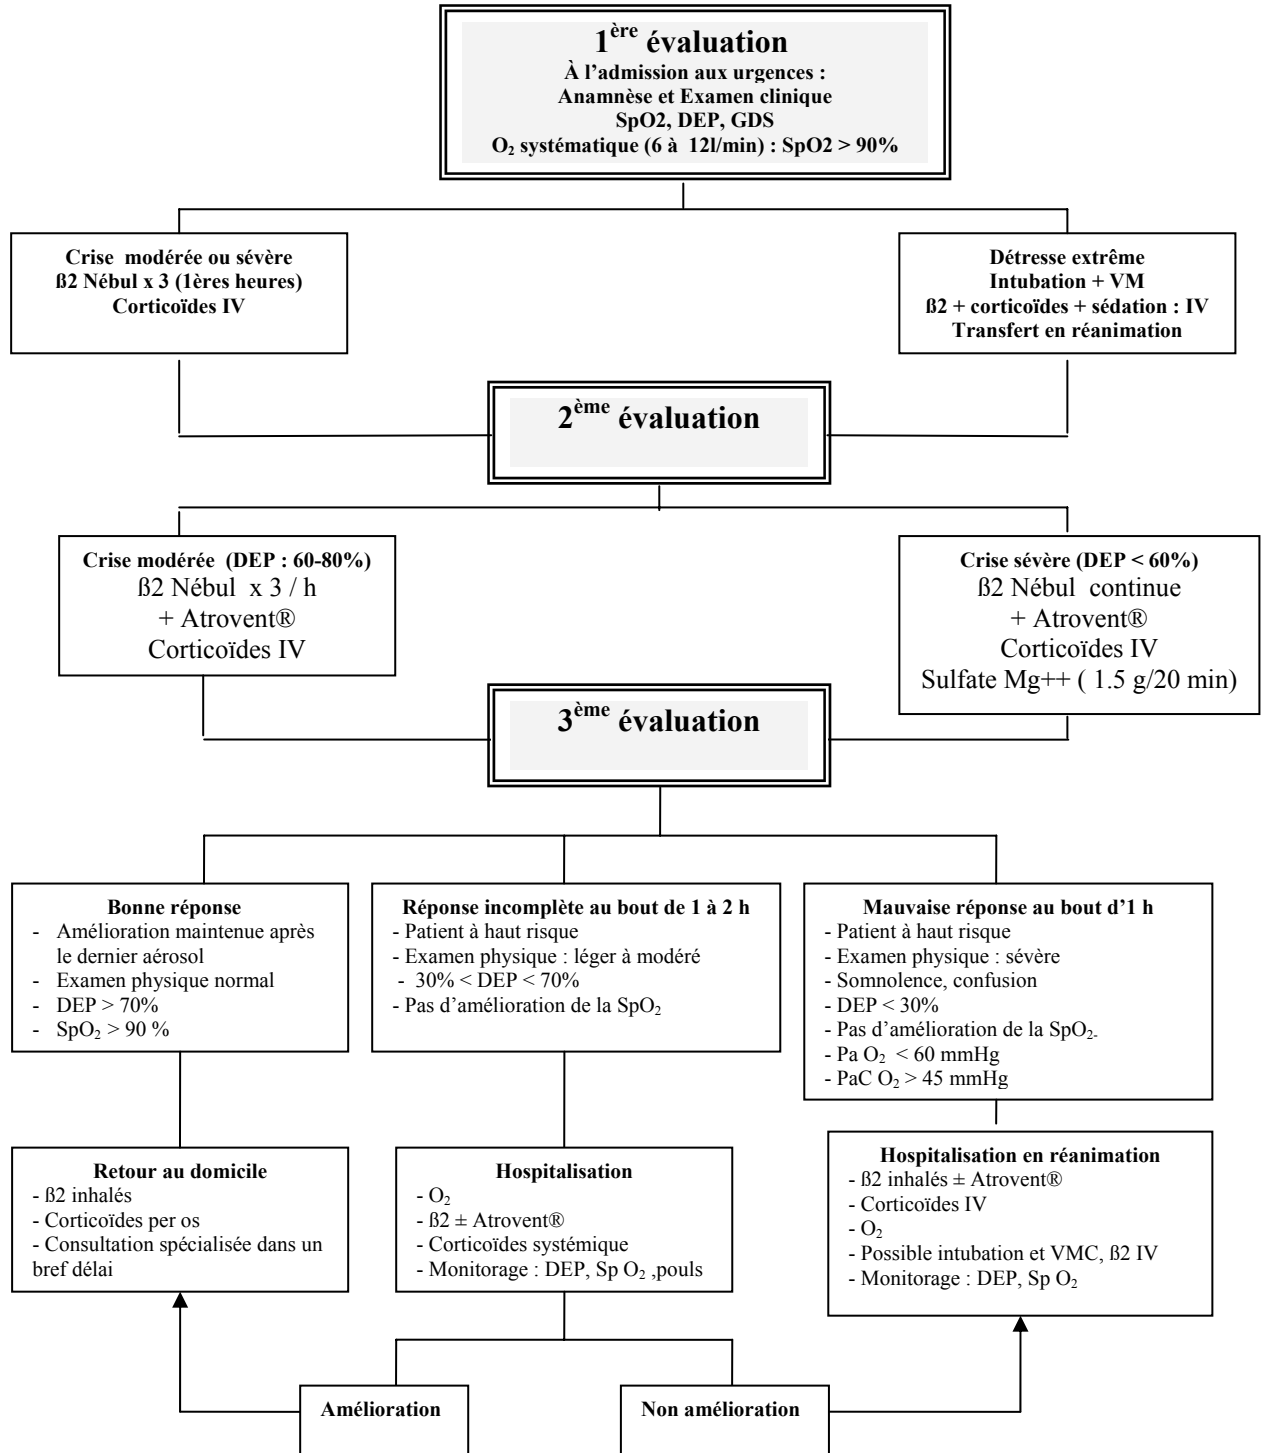 1ère évaluation
À l’admission aux urgences :
Anamnèse et Examen clinique
SpO2, DEP, GDS
O₂ systématique (6 à 12l/min) : SpO2 > 90%
Crise modérée ou sévère
ß2 Nébul x 3 (1ères heures)
Corticoïdes IV
Détresse extrême
Intubation + VM
ß2 + corticoïdes + sédation : IV
Transfert en réanimation
2ème évaluation
Crise modérée (DEP : 60-80%)
ß2 Nébul x 3 / h
+ Atrovent®
Corticoïdes IV
Crise sévère (DEP < 60%)
ß2 Nébul continue
+ Atrovent®
Corticoïdes IV
Sulfate Mg++ ( 1.5 g/20 min)
3ème évaluation
Bonne réponse
- Amélioration maintenue après
le dernier aérosol
- Examen physique normal
- DEP > 70%
- SpO₂ > 90 %
Réponse incomplète au bout de 1 à 2 h
- Patient à haut risque
- Examen physique : léger à modéré
- 30% < DEP < 70%
- Pas d’amélioration de la SpO₂
Mauvaise réponse au bout d’1 h
- Patient à haut risque
- Examen physique : sévère
- Somnolence, confusion
- DEP < 30%
- Pas d’amélioration de la SpO₂-
- Pa O₂ < 60 mmHg
- PaC O₂ > 45 mmHg
Retour au domicile
- ß2 inhalés
- Corticoïdes per os
- Consultation spécialisée dans un
bref délai
Hospitalisation
- O₂
- ß2 ± Atrovent®
- Corticoïdes systémique
- Monitorage : DEP, Sp O₂ ,pouls
Hospitalisation en réanimation
- ß2 inhalés ± Atrovent®
- Corticoïdes IV
- O₂
- Possible intubation et VMC, ß2 IV
- Monitorage : DEP, Sp O₂
Amélioration
Non amélioration